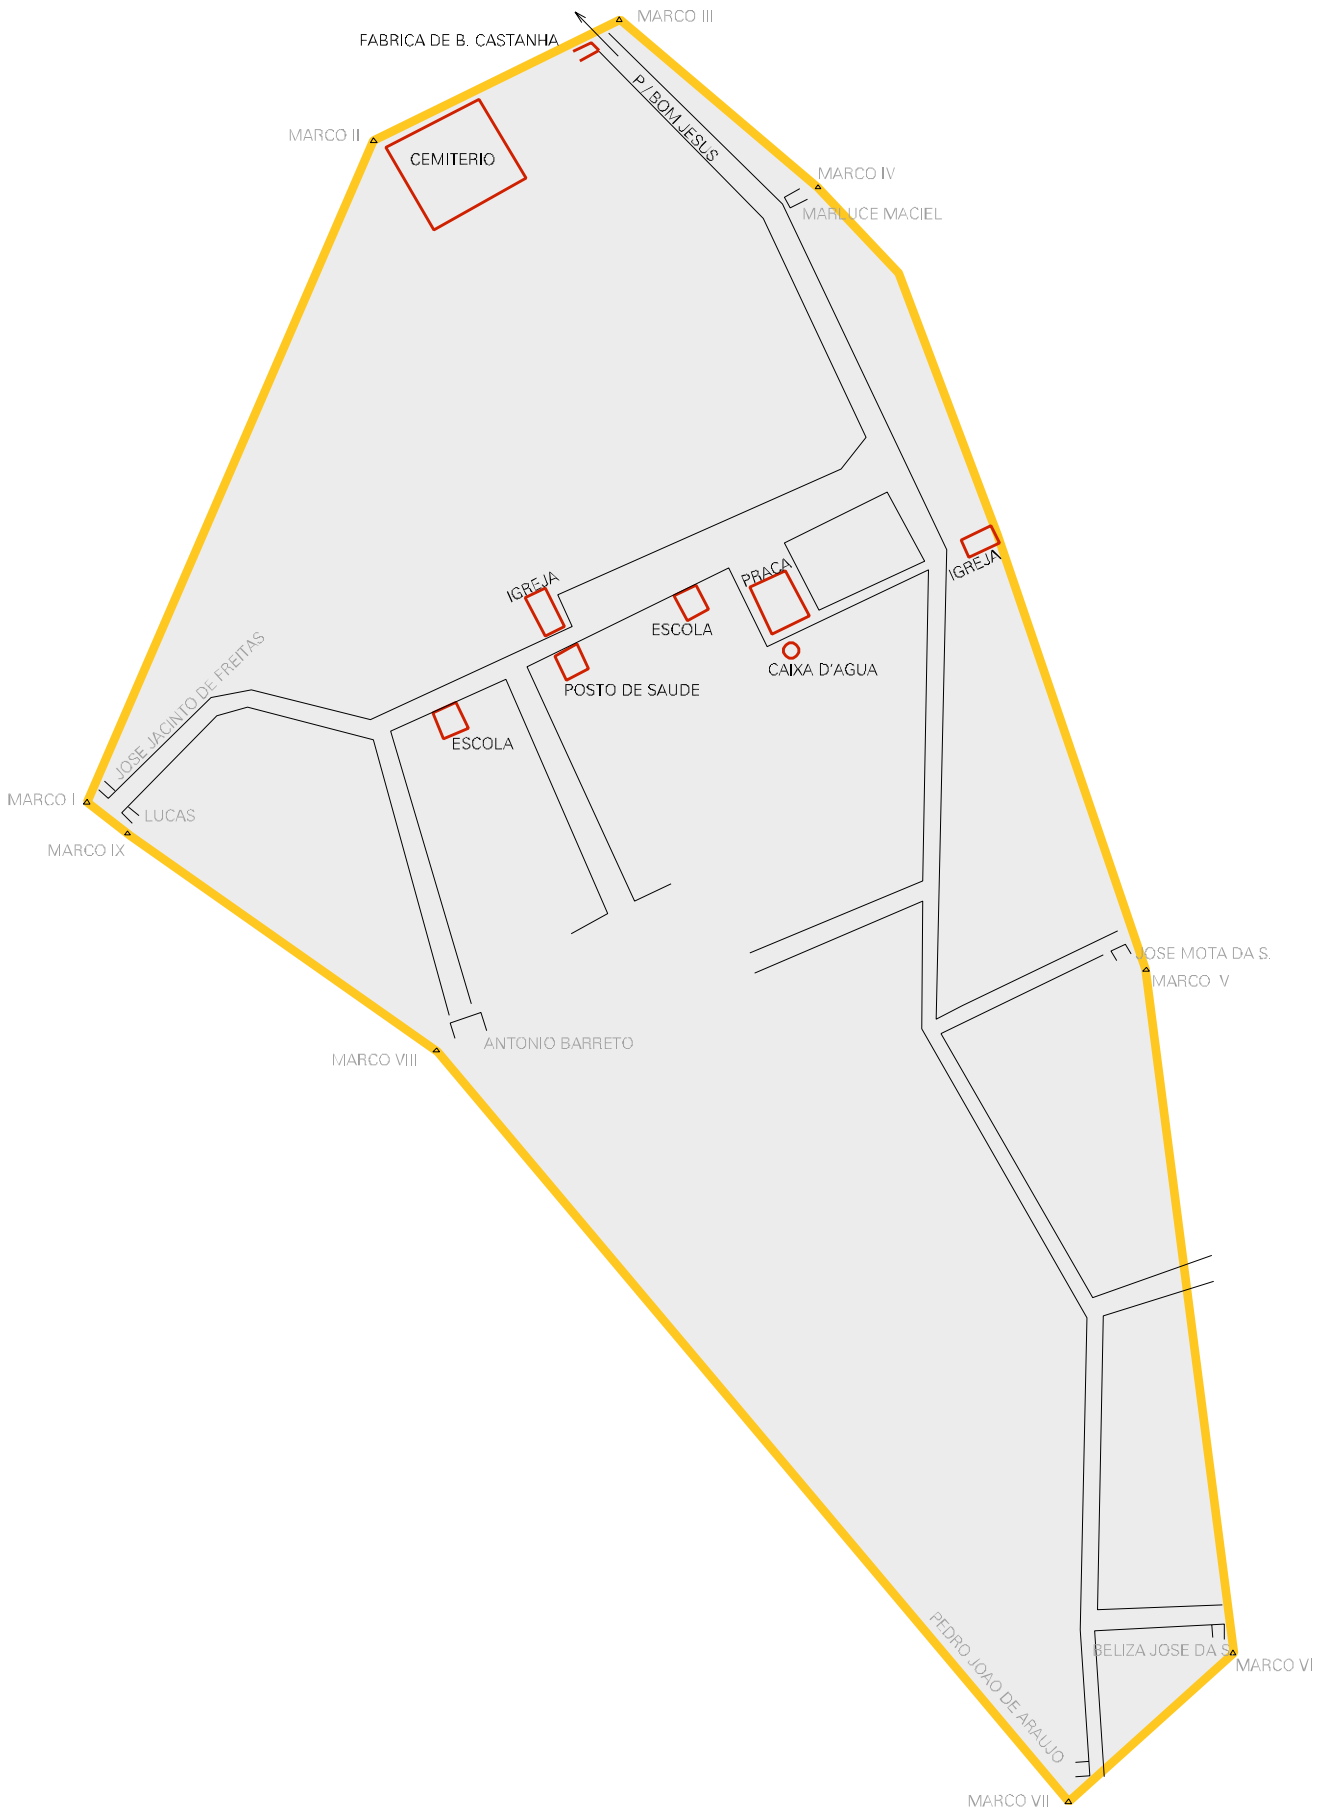 MARCO III
FABRICA DE B. CASTANHA
P/ BOM JESUS
MARCO II
CEMITERIO
MARCO IV
MARLUCE MACIEL
IGREJA
PRACA
IGREJA
ESCOLA
CAIXA D'AGUA
POSTO DE SAUDE
JOSE JACINTO DE FREITAS
ESCOLA
MARCO I
LUCAS
MARCO IX
JOSE MOTA DA S.
MARCO V
ANTONIO BARRETO
MARCO VIII
PEDRO JOAO DE ARAUJO
BELIZA JOSE DA S.
MARCO VI
MARCO VII